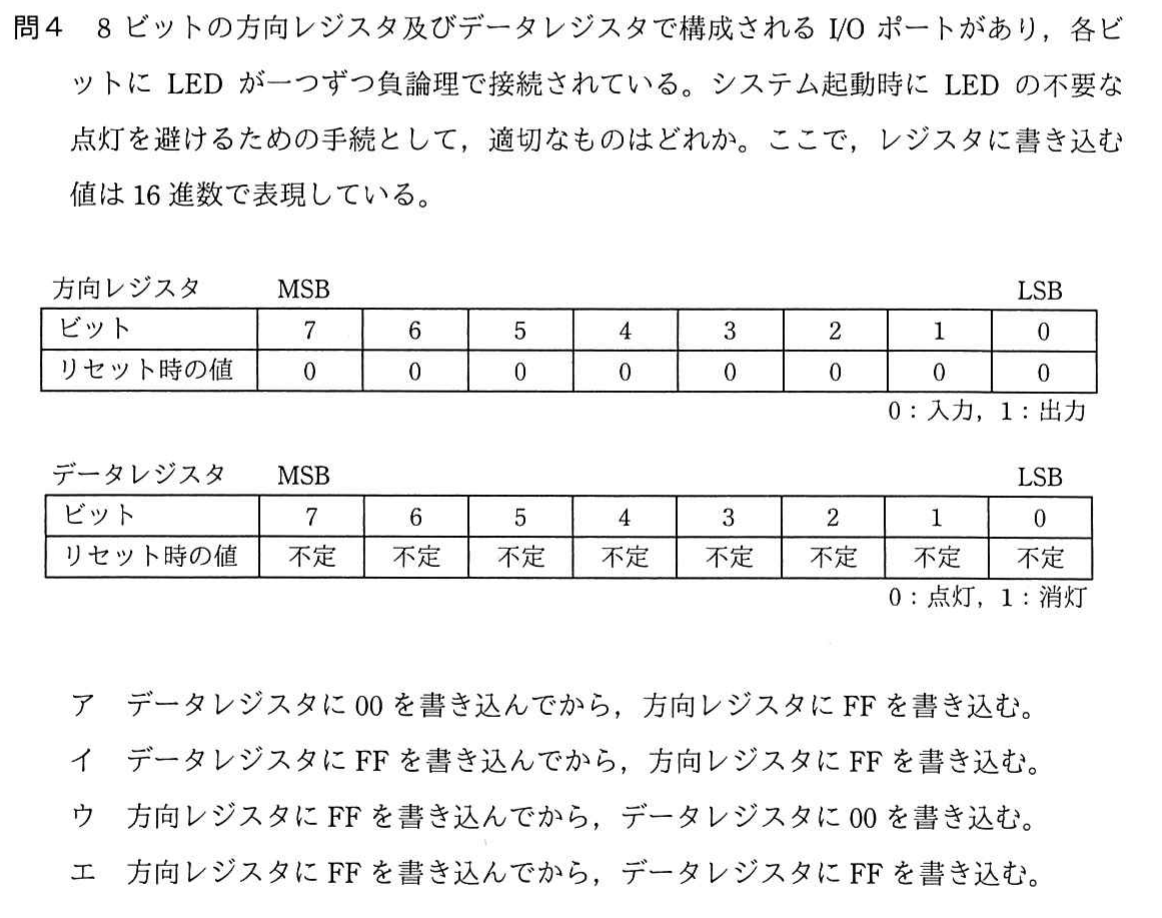 問4 8 ビットの方向レジスタ及びデータレジスタで構成される I/O ポートがあり，各ビ
ットに LED が一つずつ負論理で接続されている。システム起動時に LED の不要な
点灯を避けるための手続として，適切なものはどれか。ここで，レジスタに書き込む
値は 16 進数で表現している。
方向レジスタ MSB LSB
ビット 7 6 5 4 3 2 1 0
リセット時の値 0 0 0 0 0 0 0 0
0：入力，1：出力
データレジスタ MSB LSB
ビット 7 6 5 4 3 2 1 0
リセット時の値 不定 不定 不定 不定 不定 不定 不定 不定
0：点灯，1：消灯
ア データレジスタに 00 を書き込んでから，方向レジスタに FF を書き込む。
イ データレジスタに FF を書き込んでから，方向レジスタに FF を書き込む。
ウ 方向レジスタに FF を書き込んでから，データレジスタに 00 を書き込む。
エ 方向レジスタに FF を書き込んでから，データレジスタに FF を書き込む。